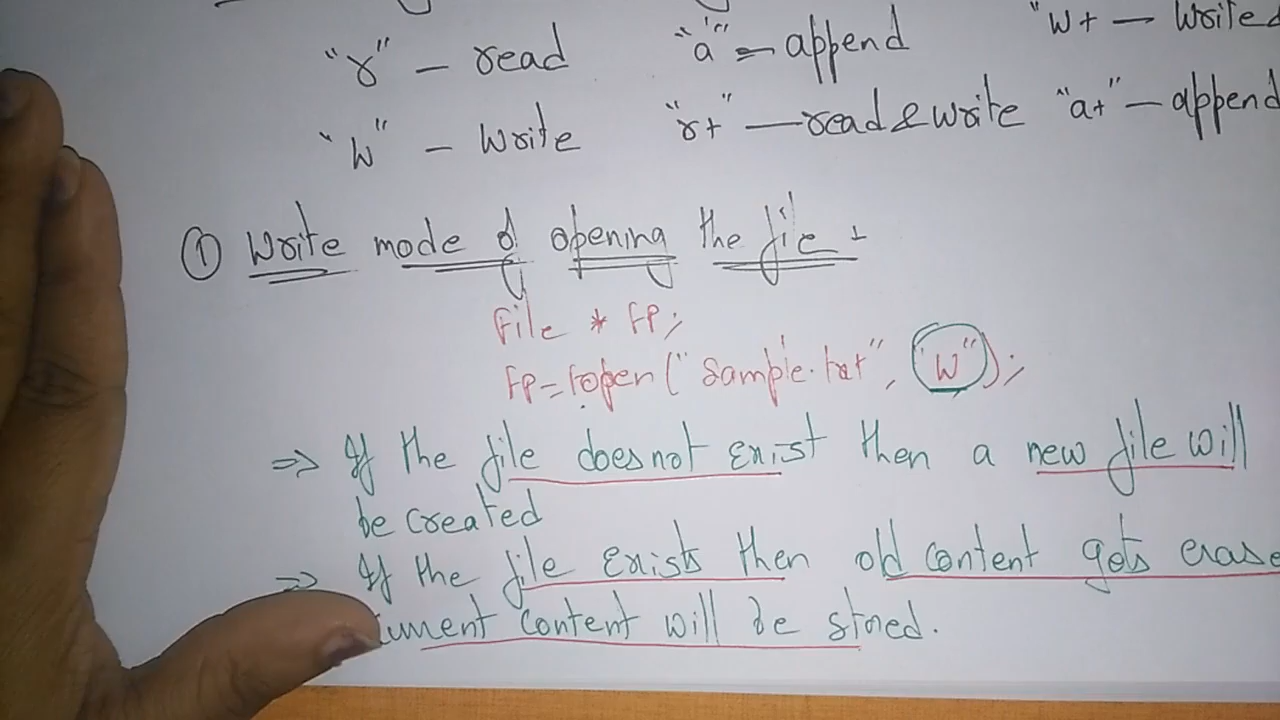 "r" — read "a" = append "w+ — write
"w" — write "r+" — read & write "a+" — append
① Write mode of opening the file :-
File * FP;
FP = fopen("Sample.txt", "w");
⇒ If the file does not exist then a new file will
be created
⇒ If the file exists then old content gets erase
content will be stored.